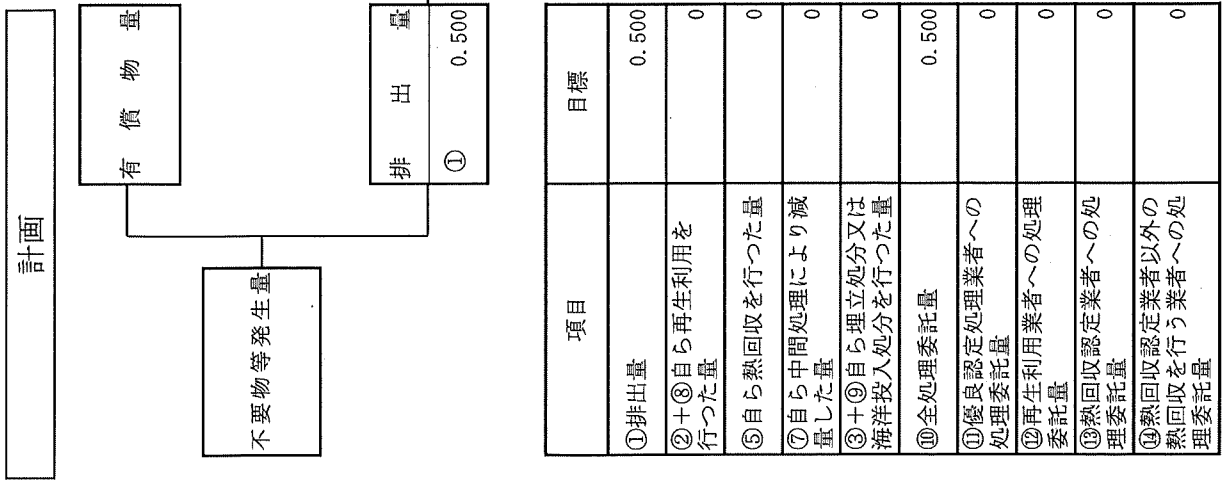 計画
不要物等発生量
有償物量
排出量
① 0.500
項目 目標
①排出量 0.500
②+⑧自ら再生利用を
行つた量 0
⑤自ら熱回収を行つた量 0
⑦自ら中間処理により減
量した量 0
③+⑨自ら埋立処分又は
海洋投入処分を行つた量 0
⑩全処理委託量 0.500
⑪優良認定処理業者への
処理委託量 0
⑫再生利用業者への処理
委託量 0
⑬熱回収認定業者への処
理委託量 0
⑭熱回収認定業者以外の
熱回収を行う業者への処
理委託量 0